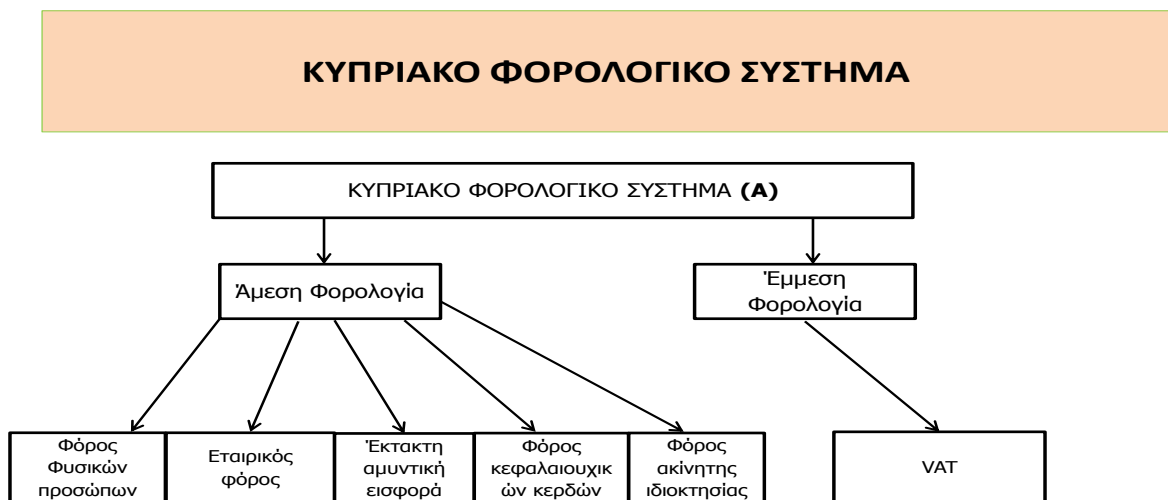 ΚΥΠΡΙΑΚΟ ΦΟΡΟΛΟΓΙΚΟ ΣΥΣΤΗΜΑ
ΚΥΠΡΙΑΚΟ ΦΟΡΟΛΟΓΙΚΟ ΣΥΣΤΗΜΑ (Α)
Άμεση Φορολογία
Έμμεση
Φορολογία
Φόρος
Φυσικών
προσώπων
Εταιρικός
φόρος
Έκτακτη
αμυντική
εισφορά
Φόρος
κεφαλαιουχικ
ών κερδών
Φόρος
ακίνητης
ιδιοκτησίας
VAT